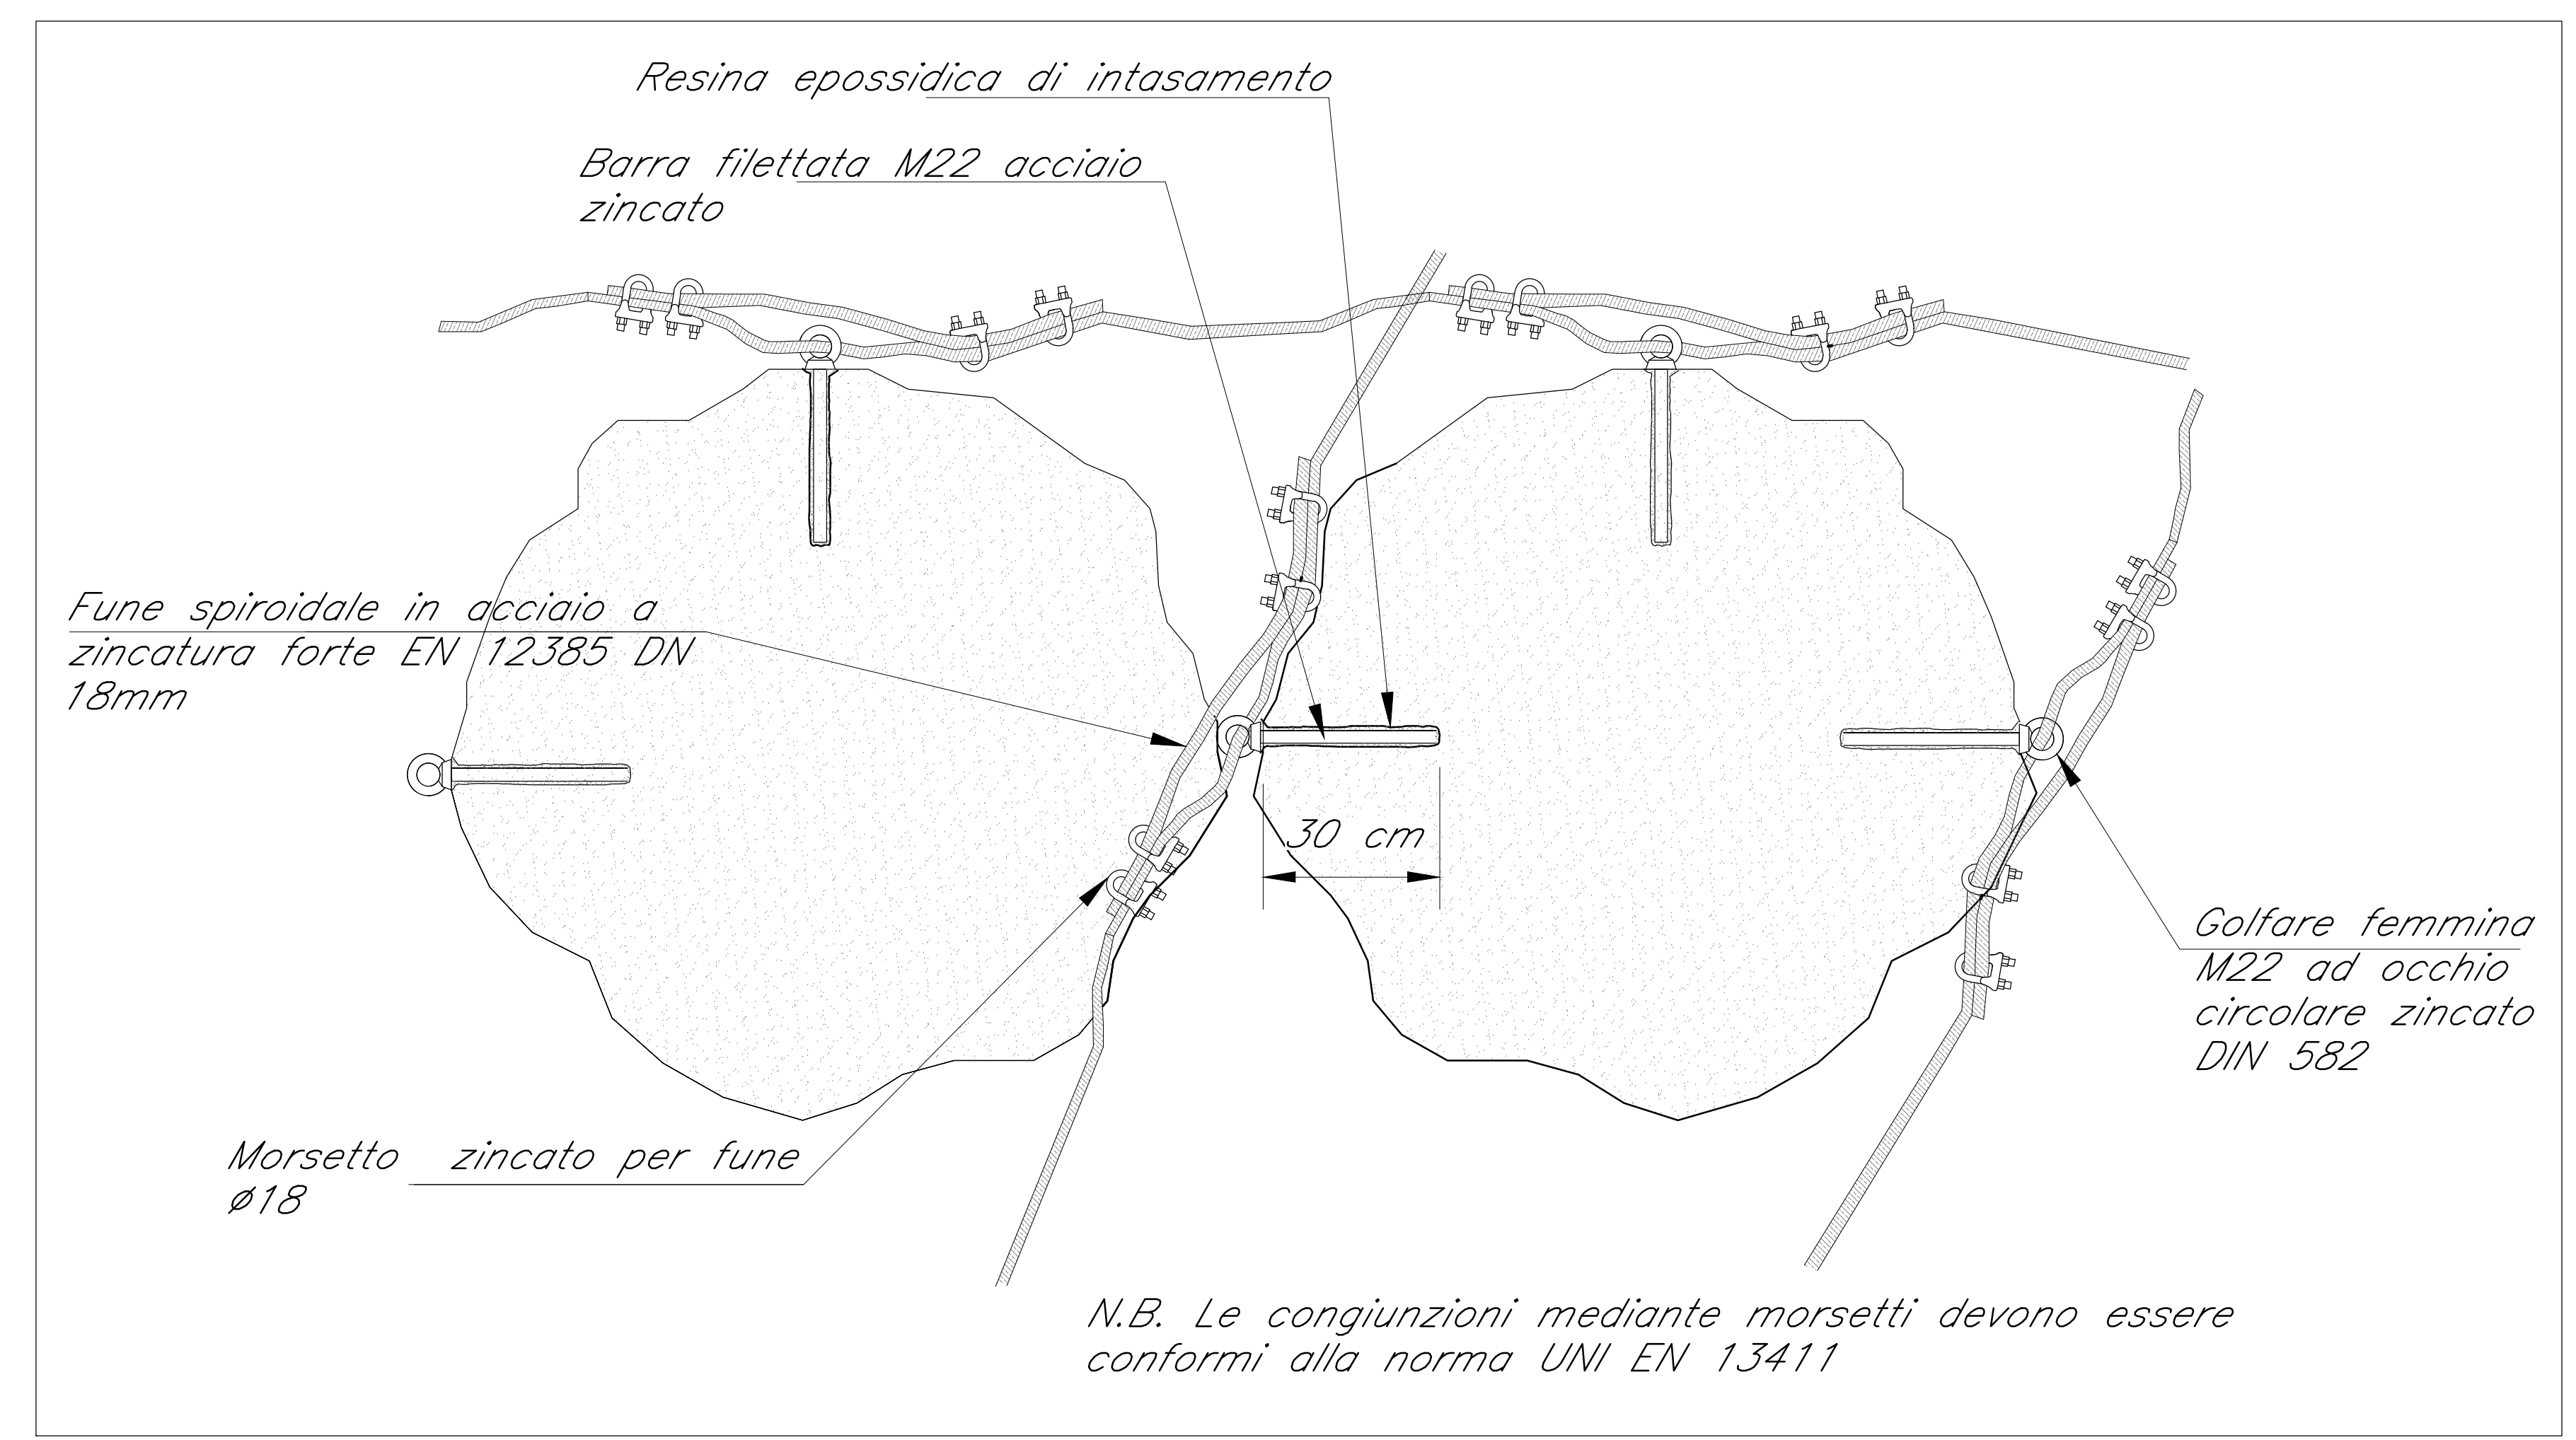 Resina epossidica di intasamento
Barra filettata M22 acciaio
zincato
Fune spiroidale in acciaio a
zincatura forte EN 12385 DN
18mm
30 cm
Golfare femmina
M22 ad occhio
circolare zincato
DIN 582
Morsetto zincato per fune
ø18
N.B. Le congiunzioni mediante morsetti devono essere
conformi alla norma UNI EN 13411